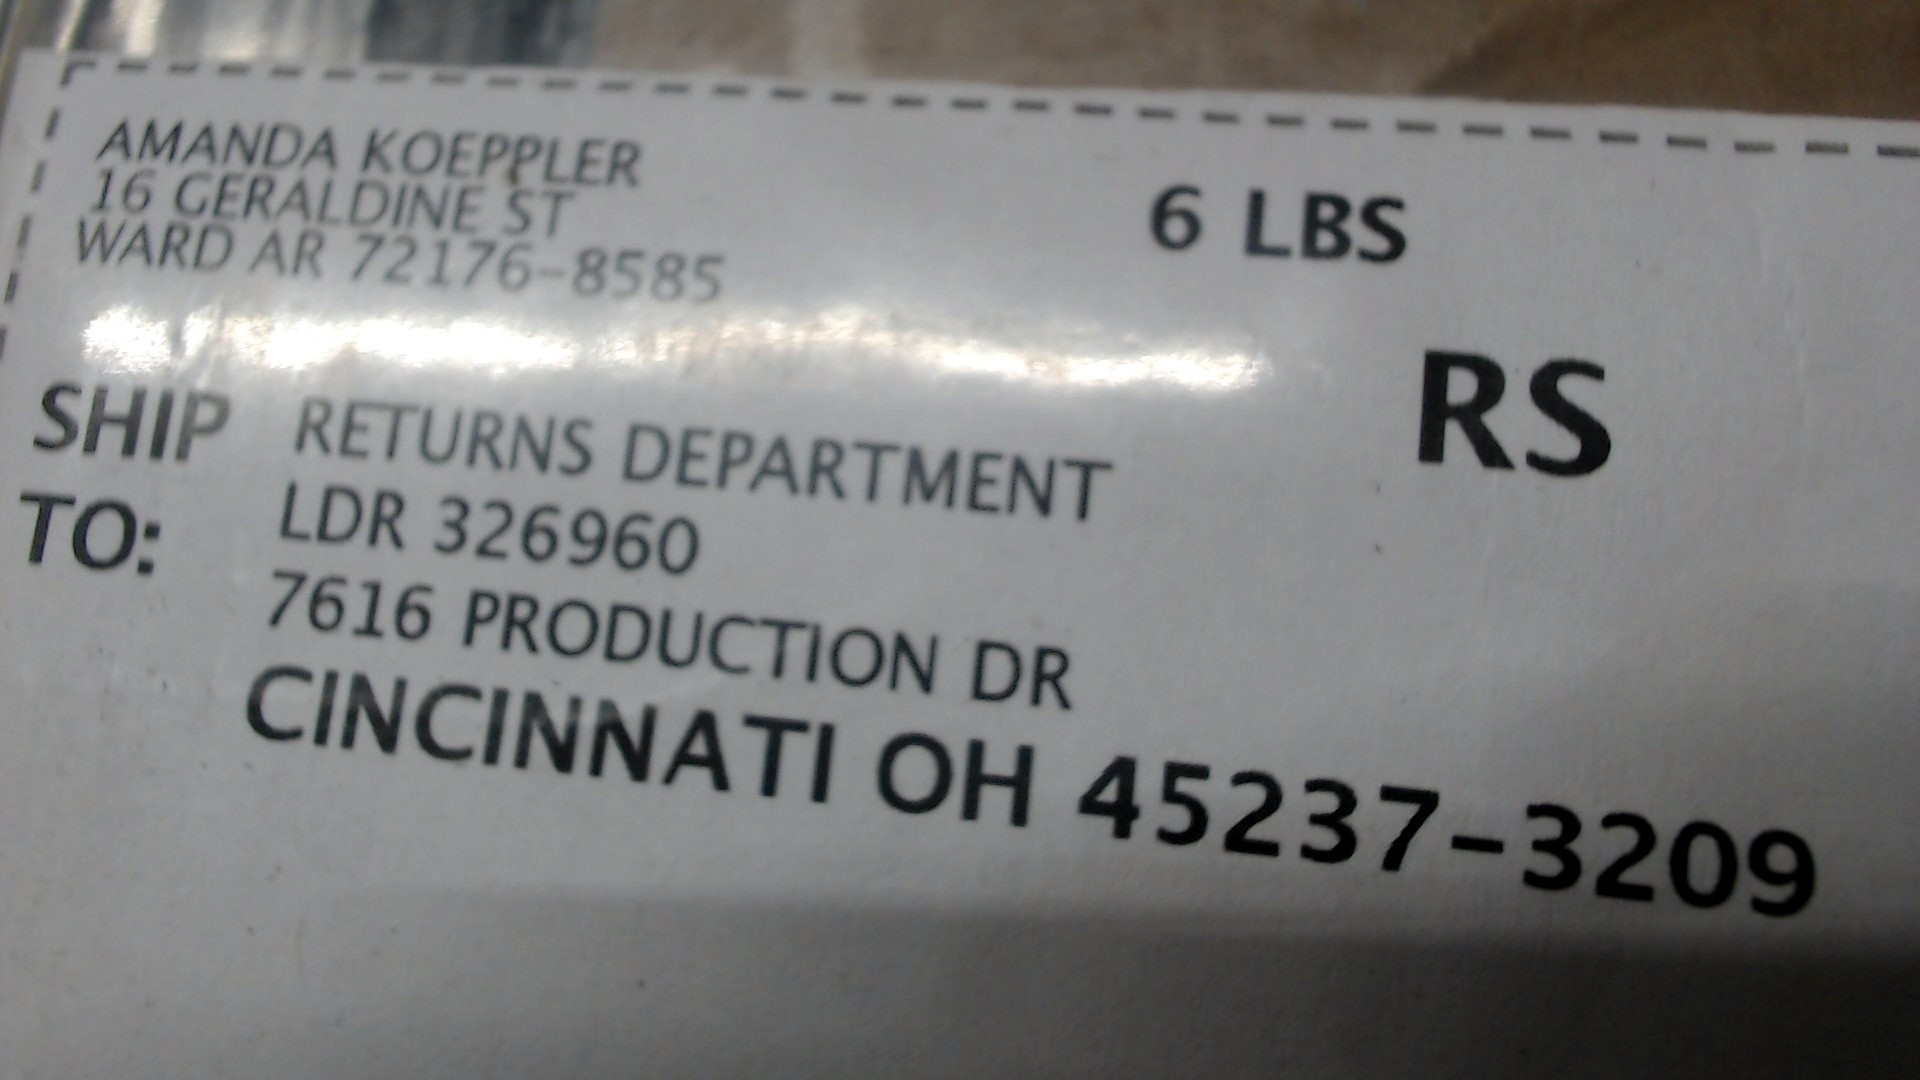 AMANDA KOEPPLER
16 GERALDINE ST
WARD AR 72176-8585
6 LBS
RS
SHIP TO:
RETURNS DEPARTMENT
LDR 326960
7616 PRODUCTION DR
CINCINNATI OH 45237-3209